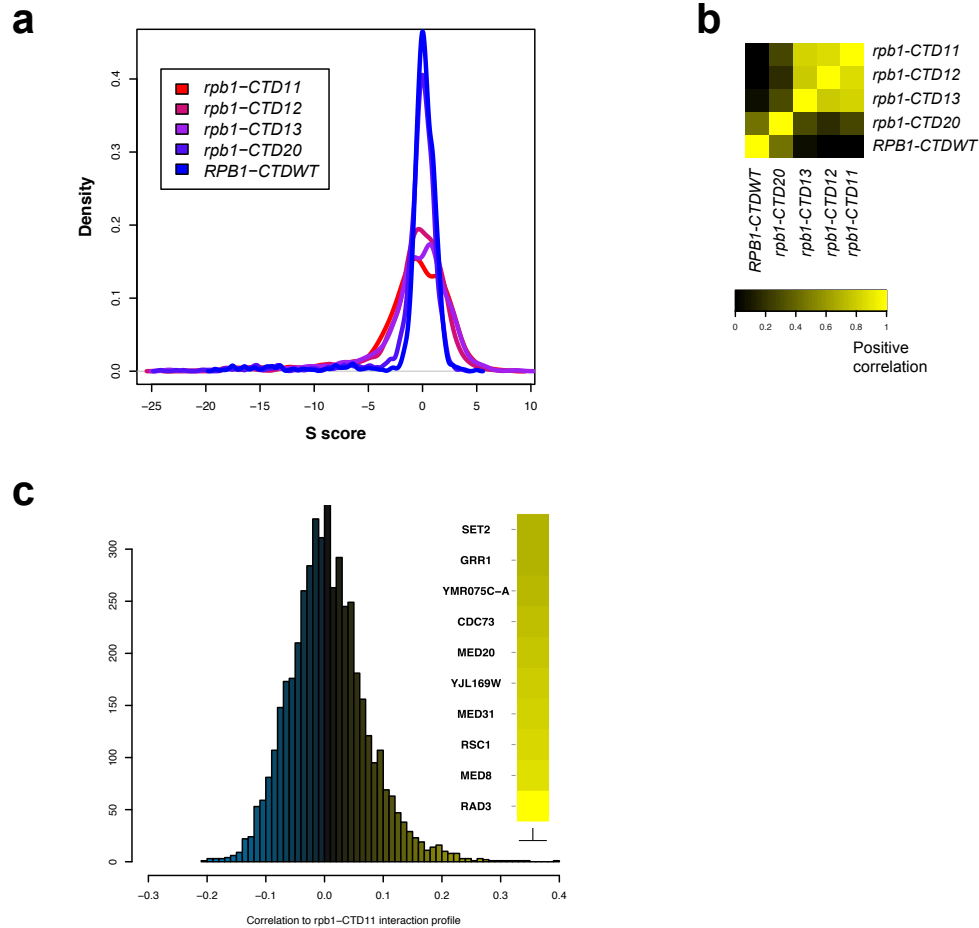 a
rpb1−CTD11
rpb1−CTD12
rpb1−CTD13
rpb1−CTD20
RPB1−CTDWT
Density
0.0
0.1
0.2
0.3
0.4
−25
−20
−15
−10
−5
0
5
10
S score
b
rpb1-CTD11
rpb1-CTD12
rpb1-CTD13
rpb1-CTD20
RPB1-CTDWT
RPB1-CTDWT
rpb1-CTD20
rpb1-CTD13
rpb1-CTD12
rpb1-CTD11
0 0.2 0.4 0.6 0.8 1
Positive
correlation
c
300
250
200
150
100
50
0
SET2
GRR1
YMR075C−A
CDC73
MED20
YJL169W
MED31
RSC1
MED8
RAD3
−0.3 −0.2 −0.1 0.0 0.1 0.2 0.3 0.4
Correlation to rpb1−CTD11 interaction profile